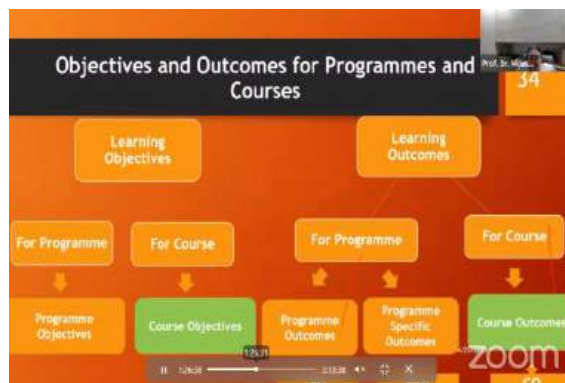 Objectives and Outcomes for Programmes and
Courses
34
Learning
Objectives
Learning
Outcomes
For Programme
For Course
For Programme
For Course
Programme
Objectives
Course Objectives
Programme
Outcomes
Programme
Specific
Outcomes
Course Outcomes
zoom